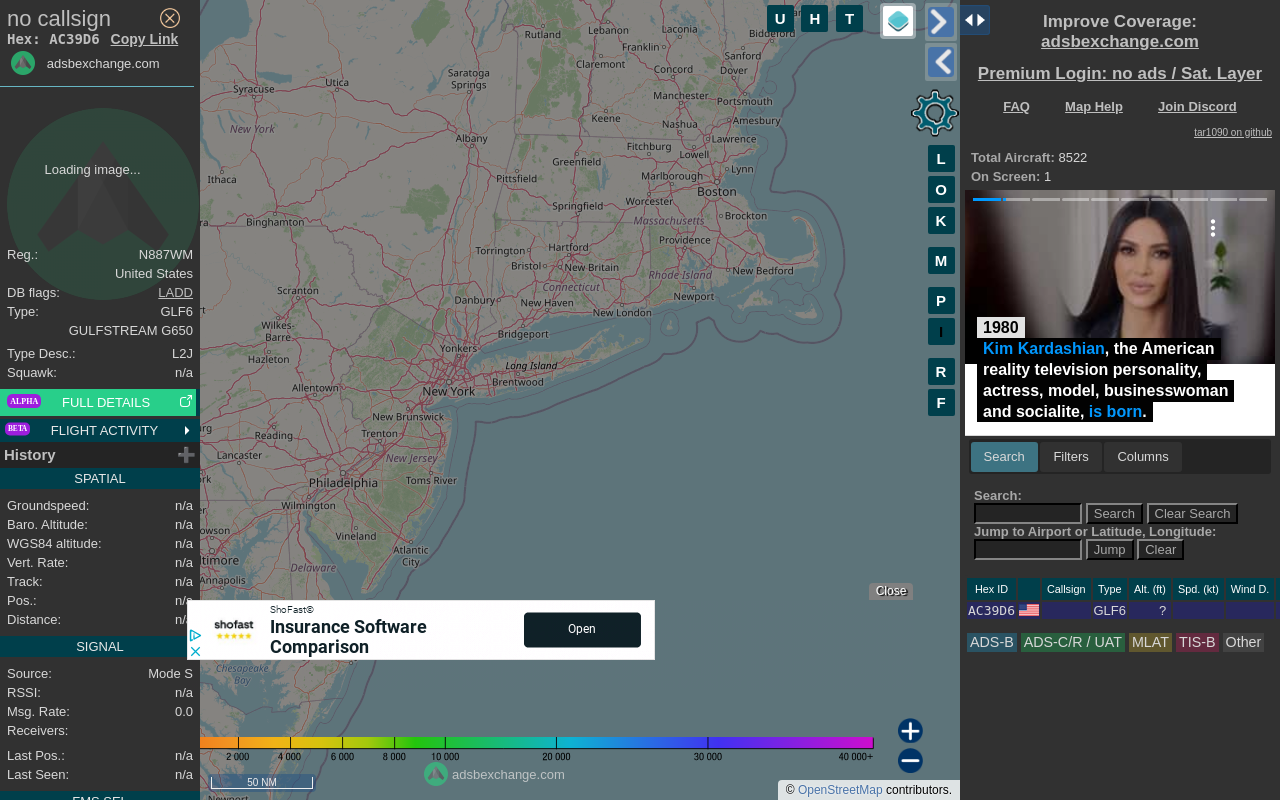 no callsign
Hex: AC39D6 Copy Link
adsbexchange.com
Loading image...
Reg.: N887WM
United States
DB flags: LADD
Type: GLF6
GULFSTREAM G650
Type Desc.: L2J
Squawk: n/a
ALPHA FULL DETAILS
BETA FLIGHT ACTIVITY
History
SPATIAL
Groundspeed: n/a
Baro. Altitude: n/a
WGS84 altitude: n/a
Vert. Rate: n/a
Track: n/a
Pos.: n/a
Distance: n/a
SIGNAL
Source: Mode S
RSSI: n/a
Msg. Rate: 0.0
Receivers:
Last Pos.: n/a
Last Seen: n/a
FMS SEL
U H T
L
O
K
M
P
I
R
F
Rutland
Lebanon
Laconia
Franklin
Biddeford
Claremont
Sanford
Concord
Dover
Saratoga
Springs
Utica
Syracuse
Manchester
Portsmouth
Keene
Nashua
Amesbury
New York
Albany
Lawrence
Fitchburg
Greenfield
Lowell
Ithaca
Pittsfield
Marlborough
Lynn
Boston
Worcester
Springfield
Binghamton
Massachusetts
Brockton
Providence
Torrington
Hartford
Bristol
New Britain
Rhode Island
New Bedford
Connecticut
Scranton
Danbury
New Haven
Newport
New London
Wilkes-
Barre
Bridgeport
Yonkers
Hazleton
Long Island
Brentwood
Allentown
New York
New Brunswick
Reading
Trenton
Lancaster
New Jersey
Toms River
Philadelphia
Wilmington
Vineland
Atlantic
City
Annapolis
Delaware
Chesapeake
Bay
Newport
Close
ShoFast©
shofast
Insurance Software
Comparison
Open
2 000 4 000 6 000 8 000 10 000 20 000 30 000 40 000+
50 NM
adsbexchange.com
© OpenStreetMap contributors.
Improve Coverage:
adsbexchange.com
Premium Login: no ads / Sat. Layer
FAQ Map Help Join Discord
tar1090 on github
Total Aircraft: 8522
On Screen: 1
1980
Kim Kardashian, the American
reality television personality,
actress, model, businesswoman
and socialite, is born.
Search Filters Columns
Search:
Search Clear Search
Jump to Airport or Latitude, Longitude:
Jump Clear
Hex ID Callsign Type Alt. (ft) Spd. (kt) Wind D.
AC39D6 GLF6 ?
ADS-B ADS-C/R / UAT MLAT TIS-B Other